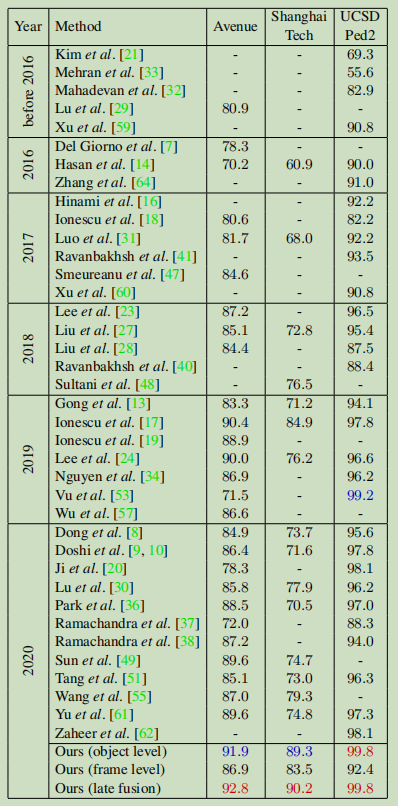 Year Method Avenue Shanghai Tech UCSD Ped2
before 2016
Kim et al. [21] - - 69.3
Mehran et al. [33] - - 55.6
Mahadevan et al. [32] - - 82.9
Lu et al. [29] 80.9 - -
Xu et al. [59] - - 90.8
2016
Del Giorno et al. [7] 78.3 - -
Hasan et al. [14] 70.2 60.9 90.0
Zhang et al. [64] - - 91.0
2017
Hinami et al. [16] - - 92.2
Ionescu et al. [18] 80.6 - 82.2
Luo et al. [31] 81.7 68.0 92.2
Ravanbakhsh et al. [41] - - 93.5
Smeureanu et al. [47] 84.6 - -
Xu et al. [60] - - 90.8
2018
Lee et al. [23] 87.2 - 96.5
Liu et al. [27] 85.1 72.8 95.4
Liu et al. [28] 84.4 - 87.5
Ravanbakhsh et al. [40] - - 88.4
Sultani et al. [48] - 76.5 -
2019
Gong et al. [13] 83.3 71.2 94.1
Ionescu et al. [17] 90.4 84.9 97.8
Ionescu et al. [19] 88.9 - -
Lee et al. [24] 90.0 76.2 96.6
Nguyen et al. [34] 86.9 - 96.2
Vu et al. [53] 71.5 - 99.2
Wu et al. [57] 86.6 - -
2020
Dong et al. [8] 84.9 73.7 95.6
Doshi et al. [9, 10] 86.4 71.6 97.8
Ji et al. [20] 78.3 - 98.1
Lu et al. [30] 85.8 77.9 96.2
Park et al. [36] 88.5 70.5 97.0
Ramachandra et al. [37] 72.0 - 88.3
Ramachandra et al. [38] 87.2 - 94.0
Sun et al. [49] 89.6 74.7 -
Tang et al. [51] 85.1 73.0 96.3
Wang et al. [55] 87.0 79.3 -
Yu et al. [61] 89.6 74.8 97.3
Zaheer et al. [62] - - 98.1
Ours (object level) 91.9 89.3 99.8
Ours (frame level) 86.9 83.5 92.4
Ours (late fusion) 92.8 90.2 99.8